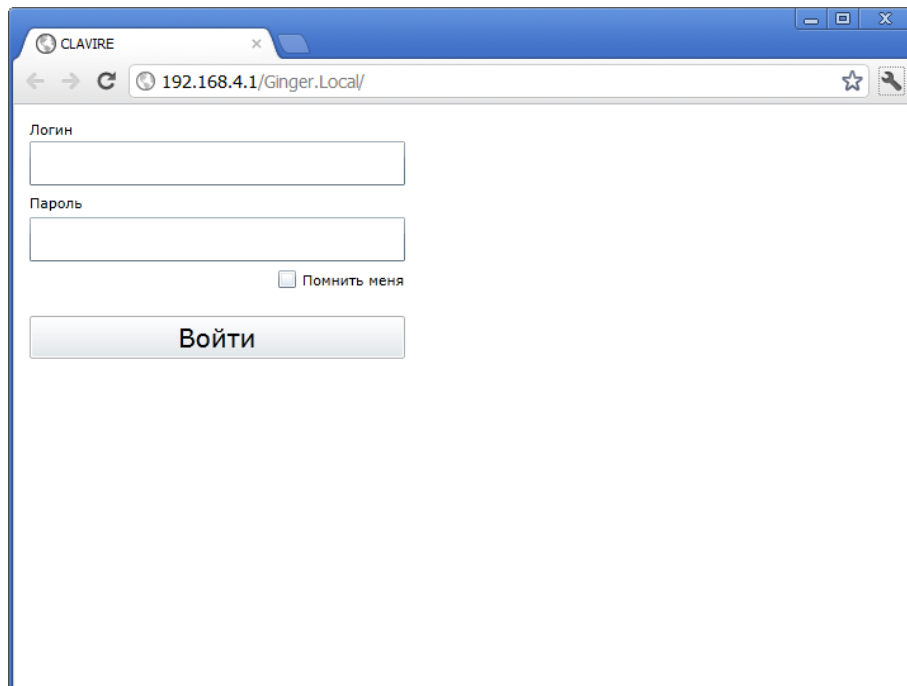 CLAVIRE
192.168.4.1/Ginger.Local/
Логин
Пароль
Помнить меня
Войти